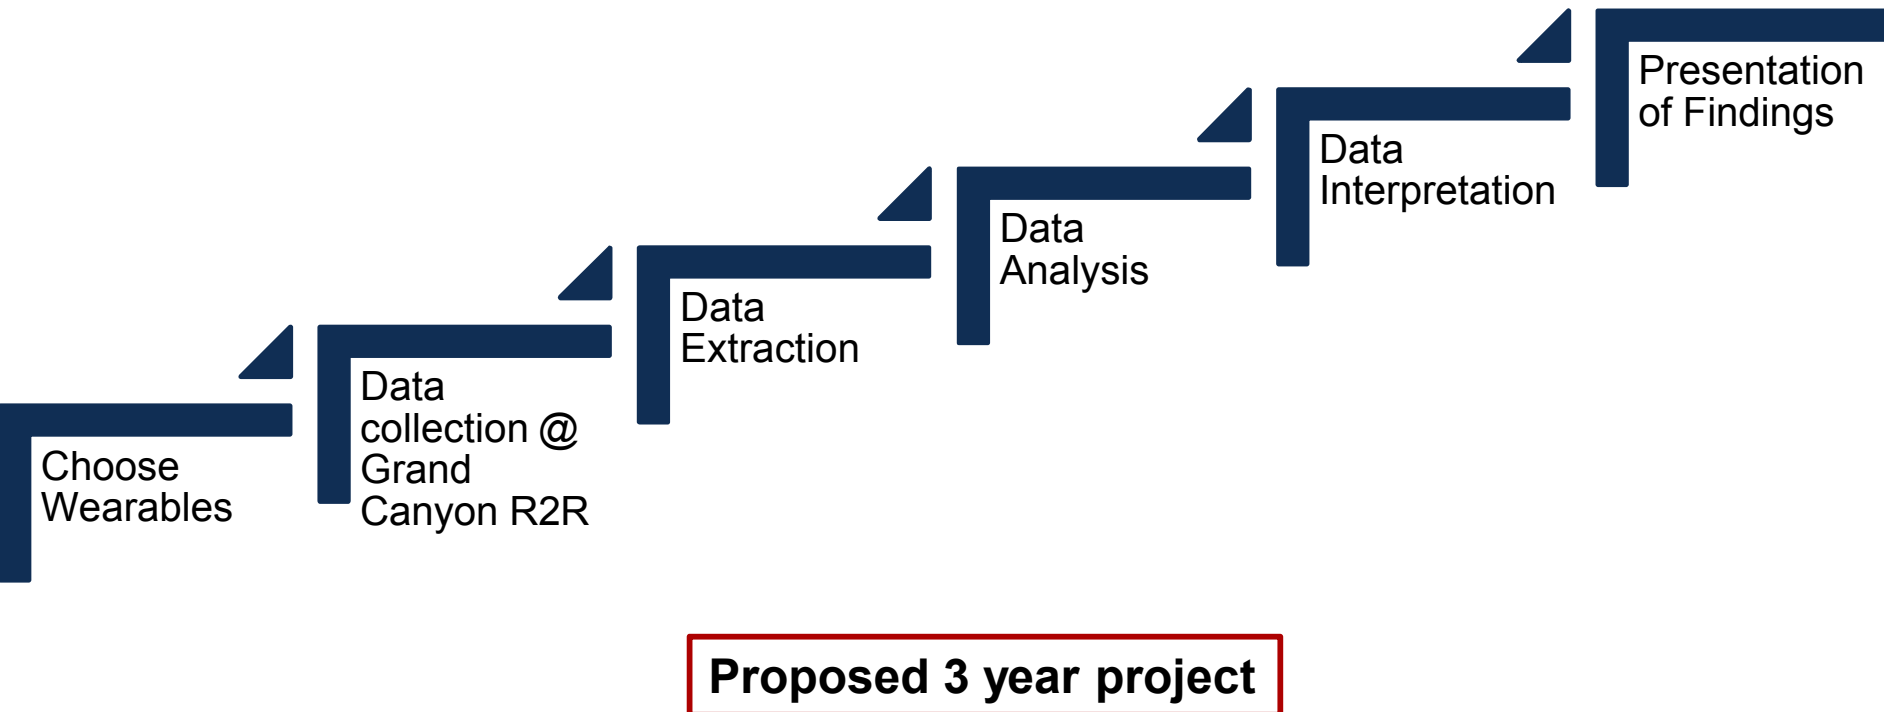 Choose
Wearables
Data
collection @
Grand
Canyon R2R
Data
Extraction
Data
Analysis
Data
Interpretation
Presentation
of Findings
Proposed 3 year project